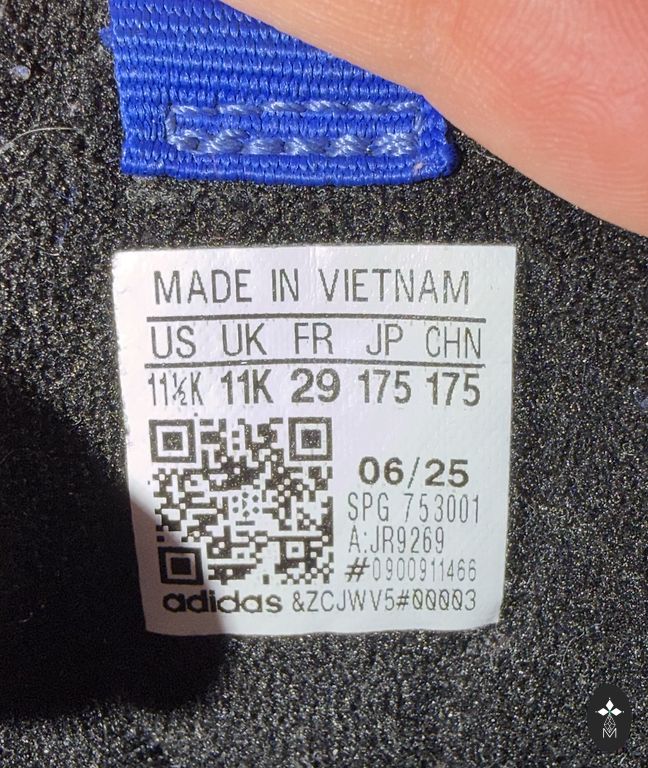 MADE IN VIETNAM
US UK FR JP CHN
11½K 11K 29 175 175
06/25
SPG 753001
A:JR9269
#0900911466
adidas &ZCJWV5#00003
M